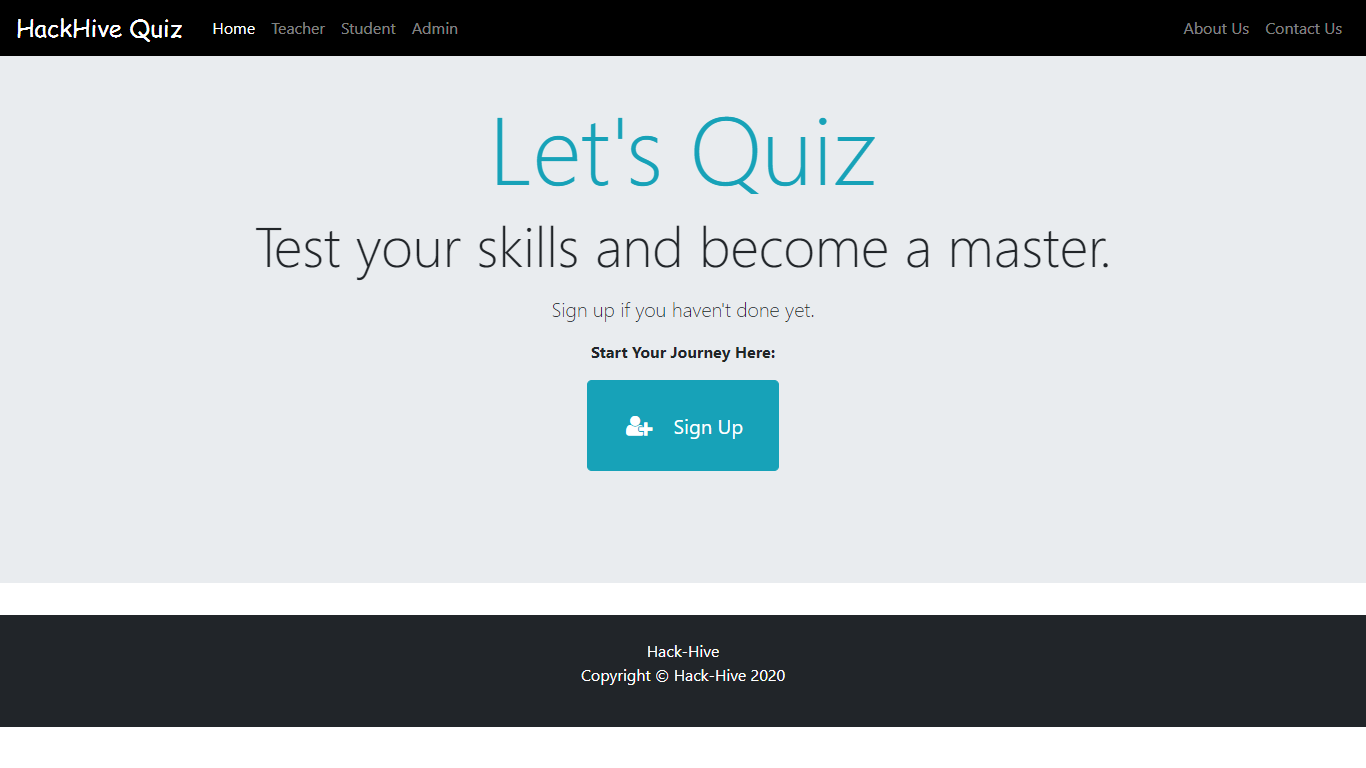 HackHive Quiz Home Teacher Student Admin About Us Contact Us
Let's Quiz
Test your skills and become a master.
Sign up if you haven't done yet.
Start Your Journey Here:
Sign Up
Hack-Hive
Copyright © Hack-Hive 2020